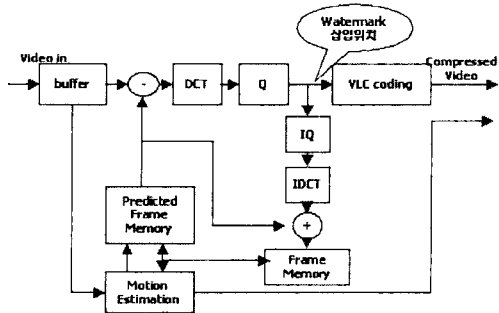 Watermark
삽입위치
Video in
buffer
-
DCT
Q
VLC coding
Compressed
Video
IQ
IDCT
+
Predicted
Frame
Memory
Frame
Memory
Motion
Estimation